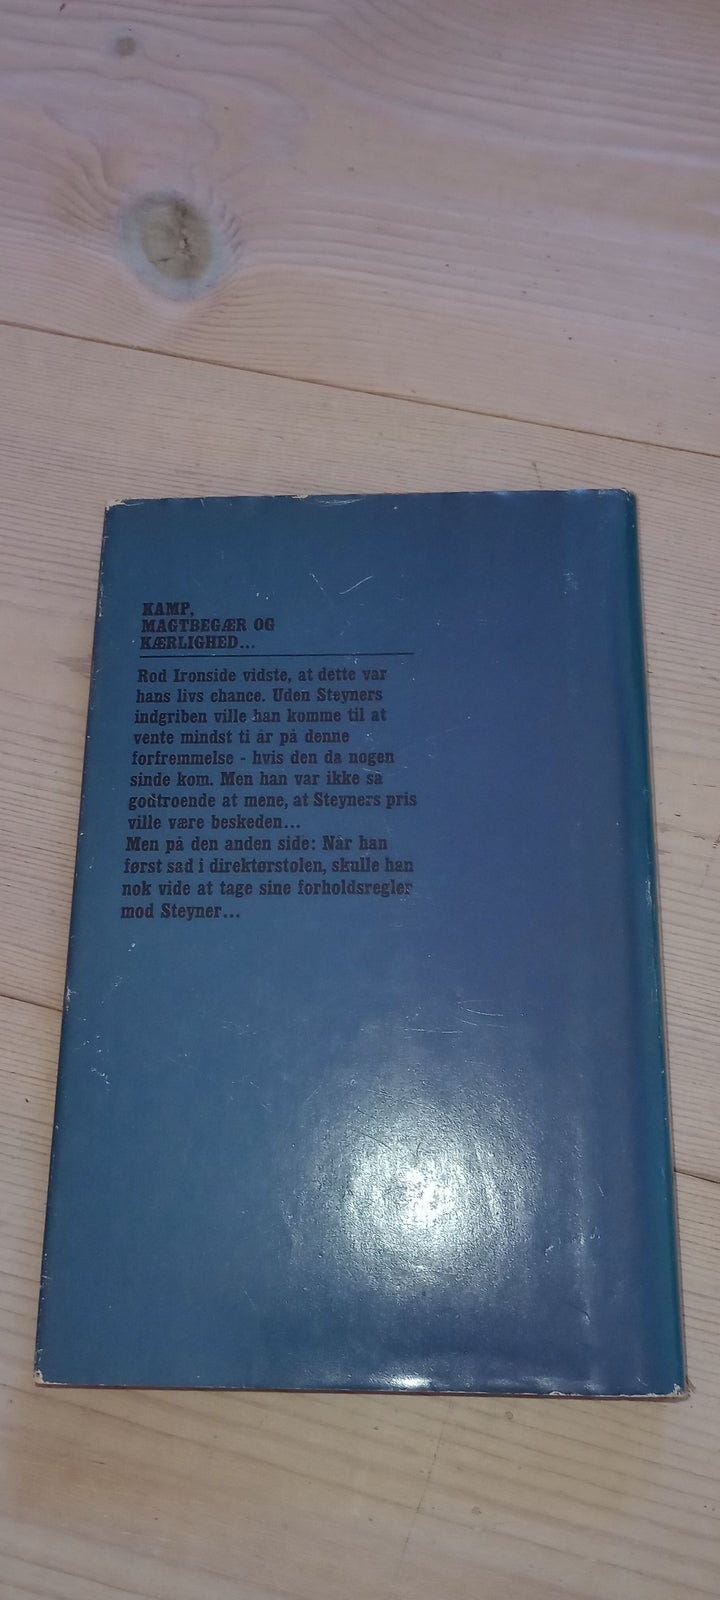 KAMP,
MAGTBEGÆR OG
KÆRLIGHED...
Rod Ironside vidste, at dette var
hans livs chance. Uden Steyners
indgriben ville han komme til at
vente mindst ti år på denne
forfremmelse - hvis den da nogen
sinde kom. Men han var ikke så
godtroende at mene, at Steyners pris
ville være beskeden...
Men på den anden side: Når han
først sad i direktørstolen, skulle han
nok vide at tage sine forholdsregler
mod Steyner...